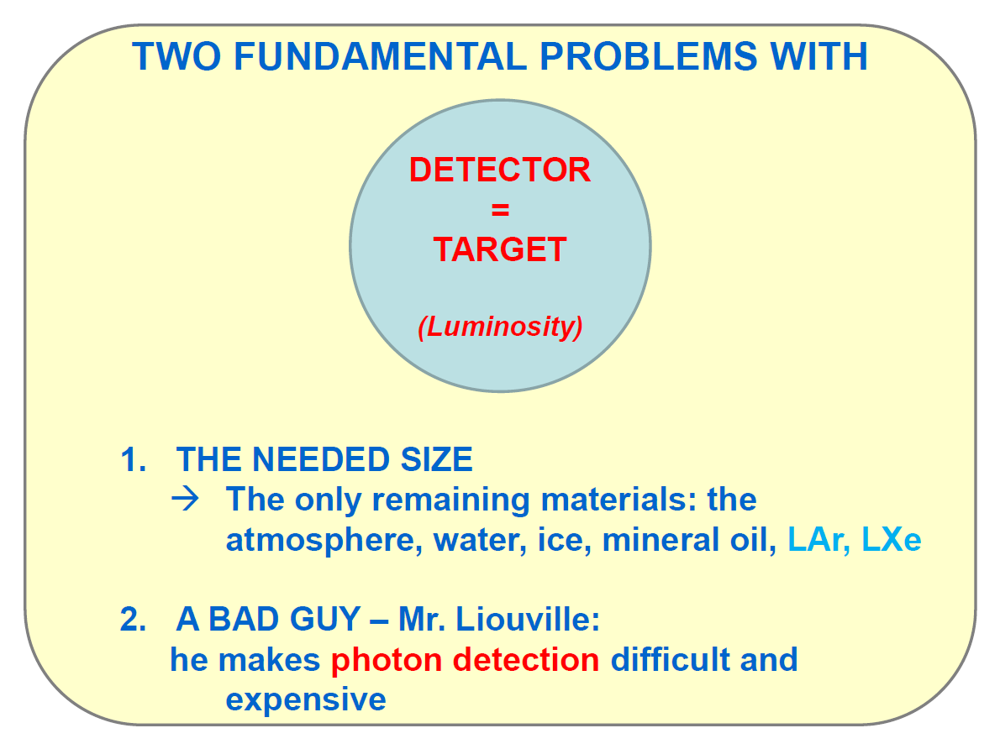 TWO FUNDAMENTAL PROBLEMS WITH
DETECTOR
=
TARGET
(Luminosity)
1. THE NEEDED SIZE
→ The only remaining materials: the
atmosphere, water, ice, mineral oil, LAr, LXe
2. A BAD GUY – Mr. Liouville:
he makes photon detection difficult and
expensive